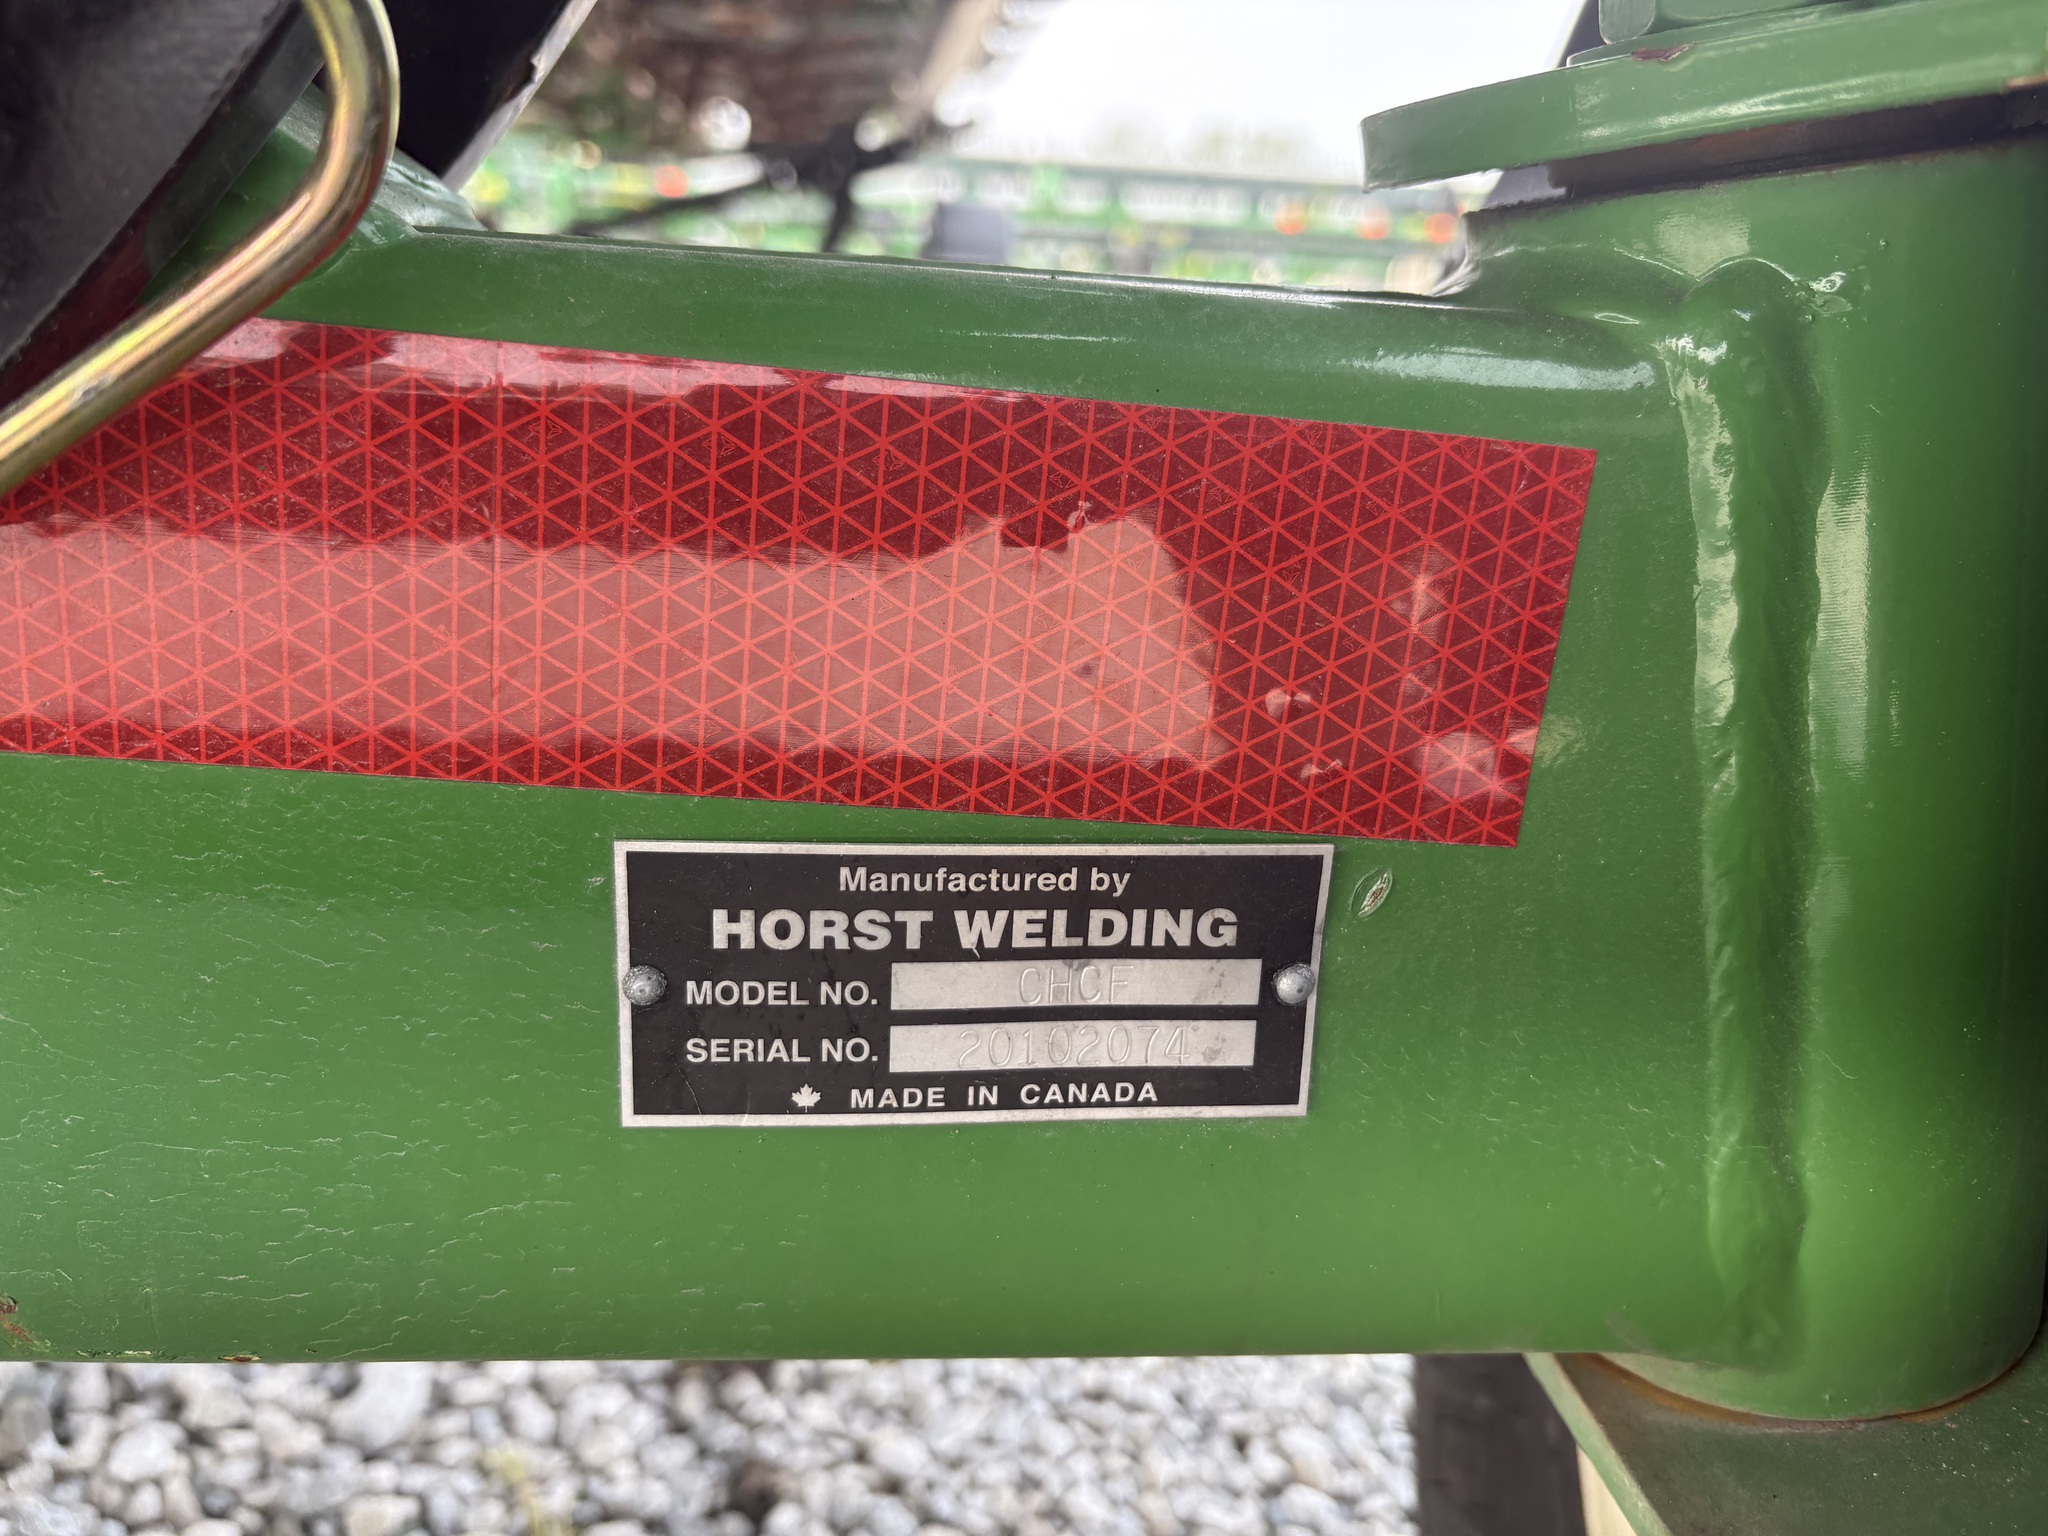 Manufactured by
HORST WELDING
MODEL NO. CHCF
SERIAL NO. 20102074
MADE IN CANADA